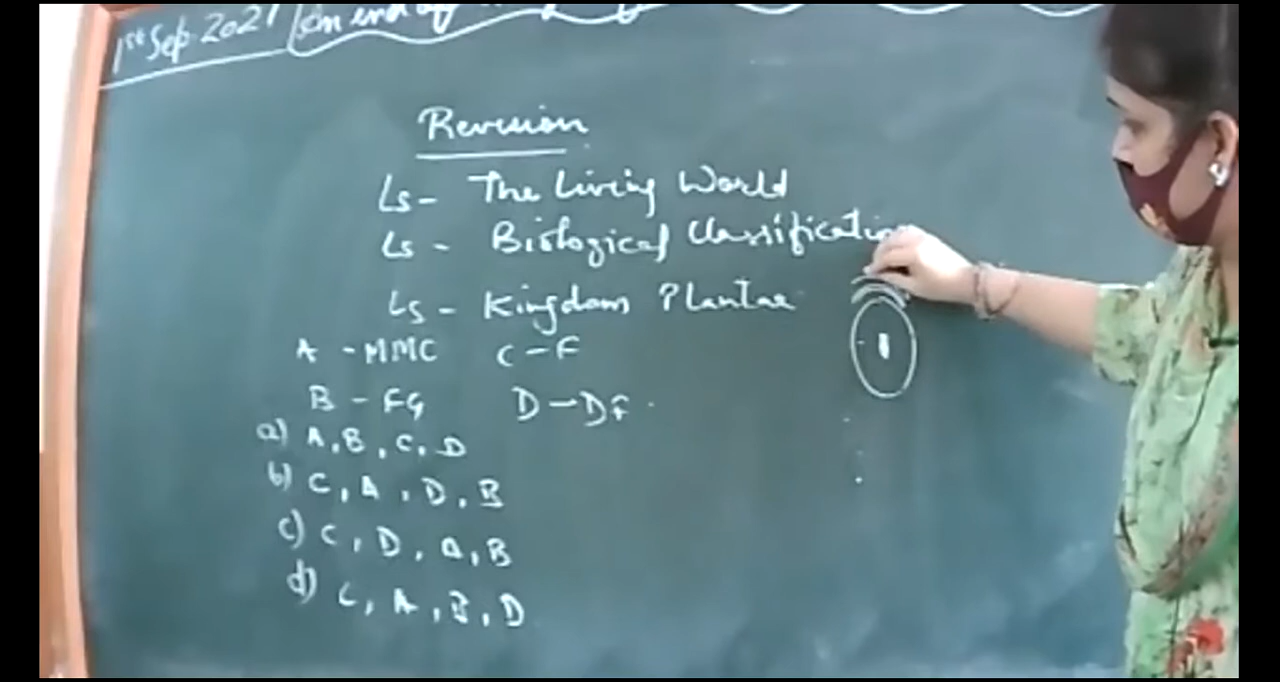 1st Sep 2021
Revision
Ls - The Living World
Ls - Biological Classification
Ls - Kingdom Plantae
A - MMC C - F
B - FG D - DF
a) A, B, C, D
b) C, A, D, B
c) C, D, A, B
d) C, A, B, D